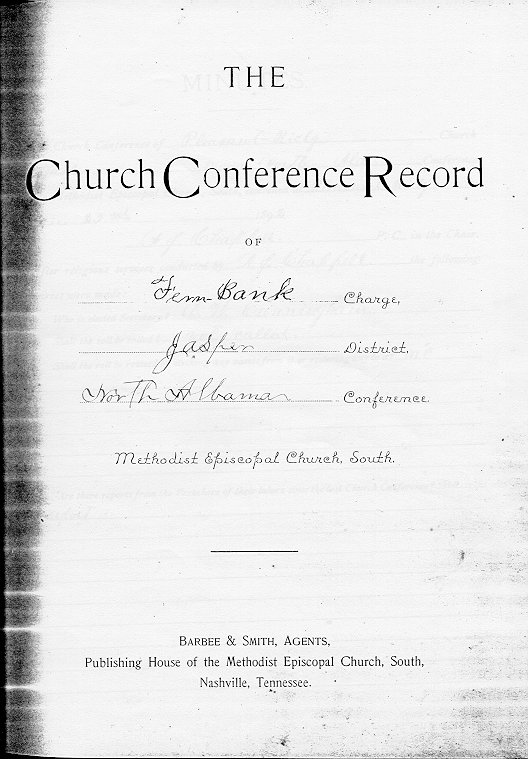 THE
Church Conference Record
OF
Fern-Bank Charge,
Jasper District,
North Albama Conference.
Methodist Episcopal Church, South.
BARBEE & SMITH, AGENTS,
Publishing House of the Methodist Episcopal Church, South,
Nashville, Tennessee.